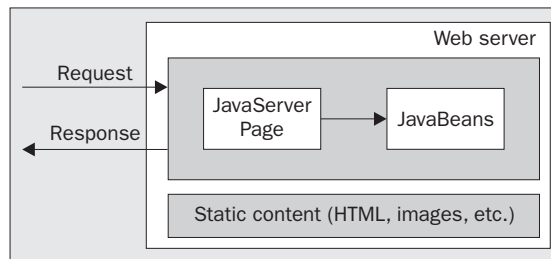 Web server
Request
JavaServer
Page
JavaBeans
Response
Static content (HTML, images, etc.)